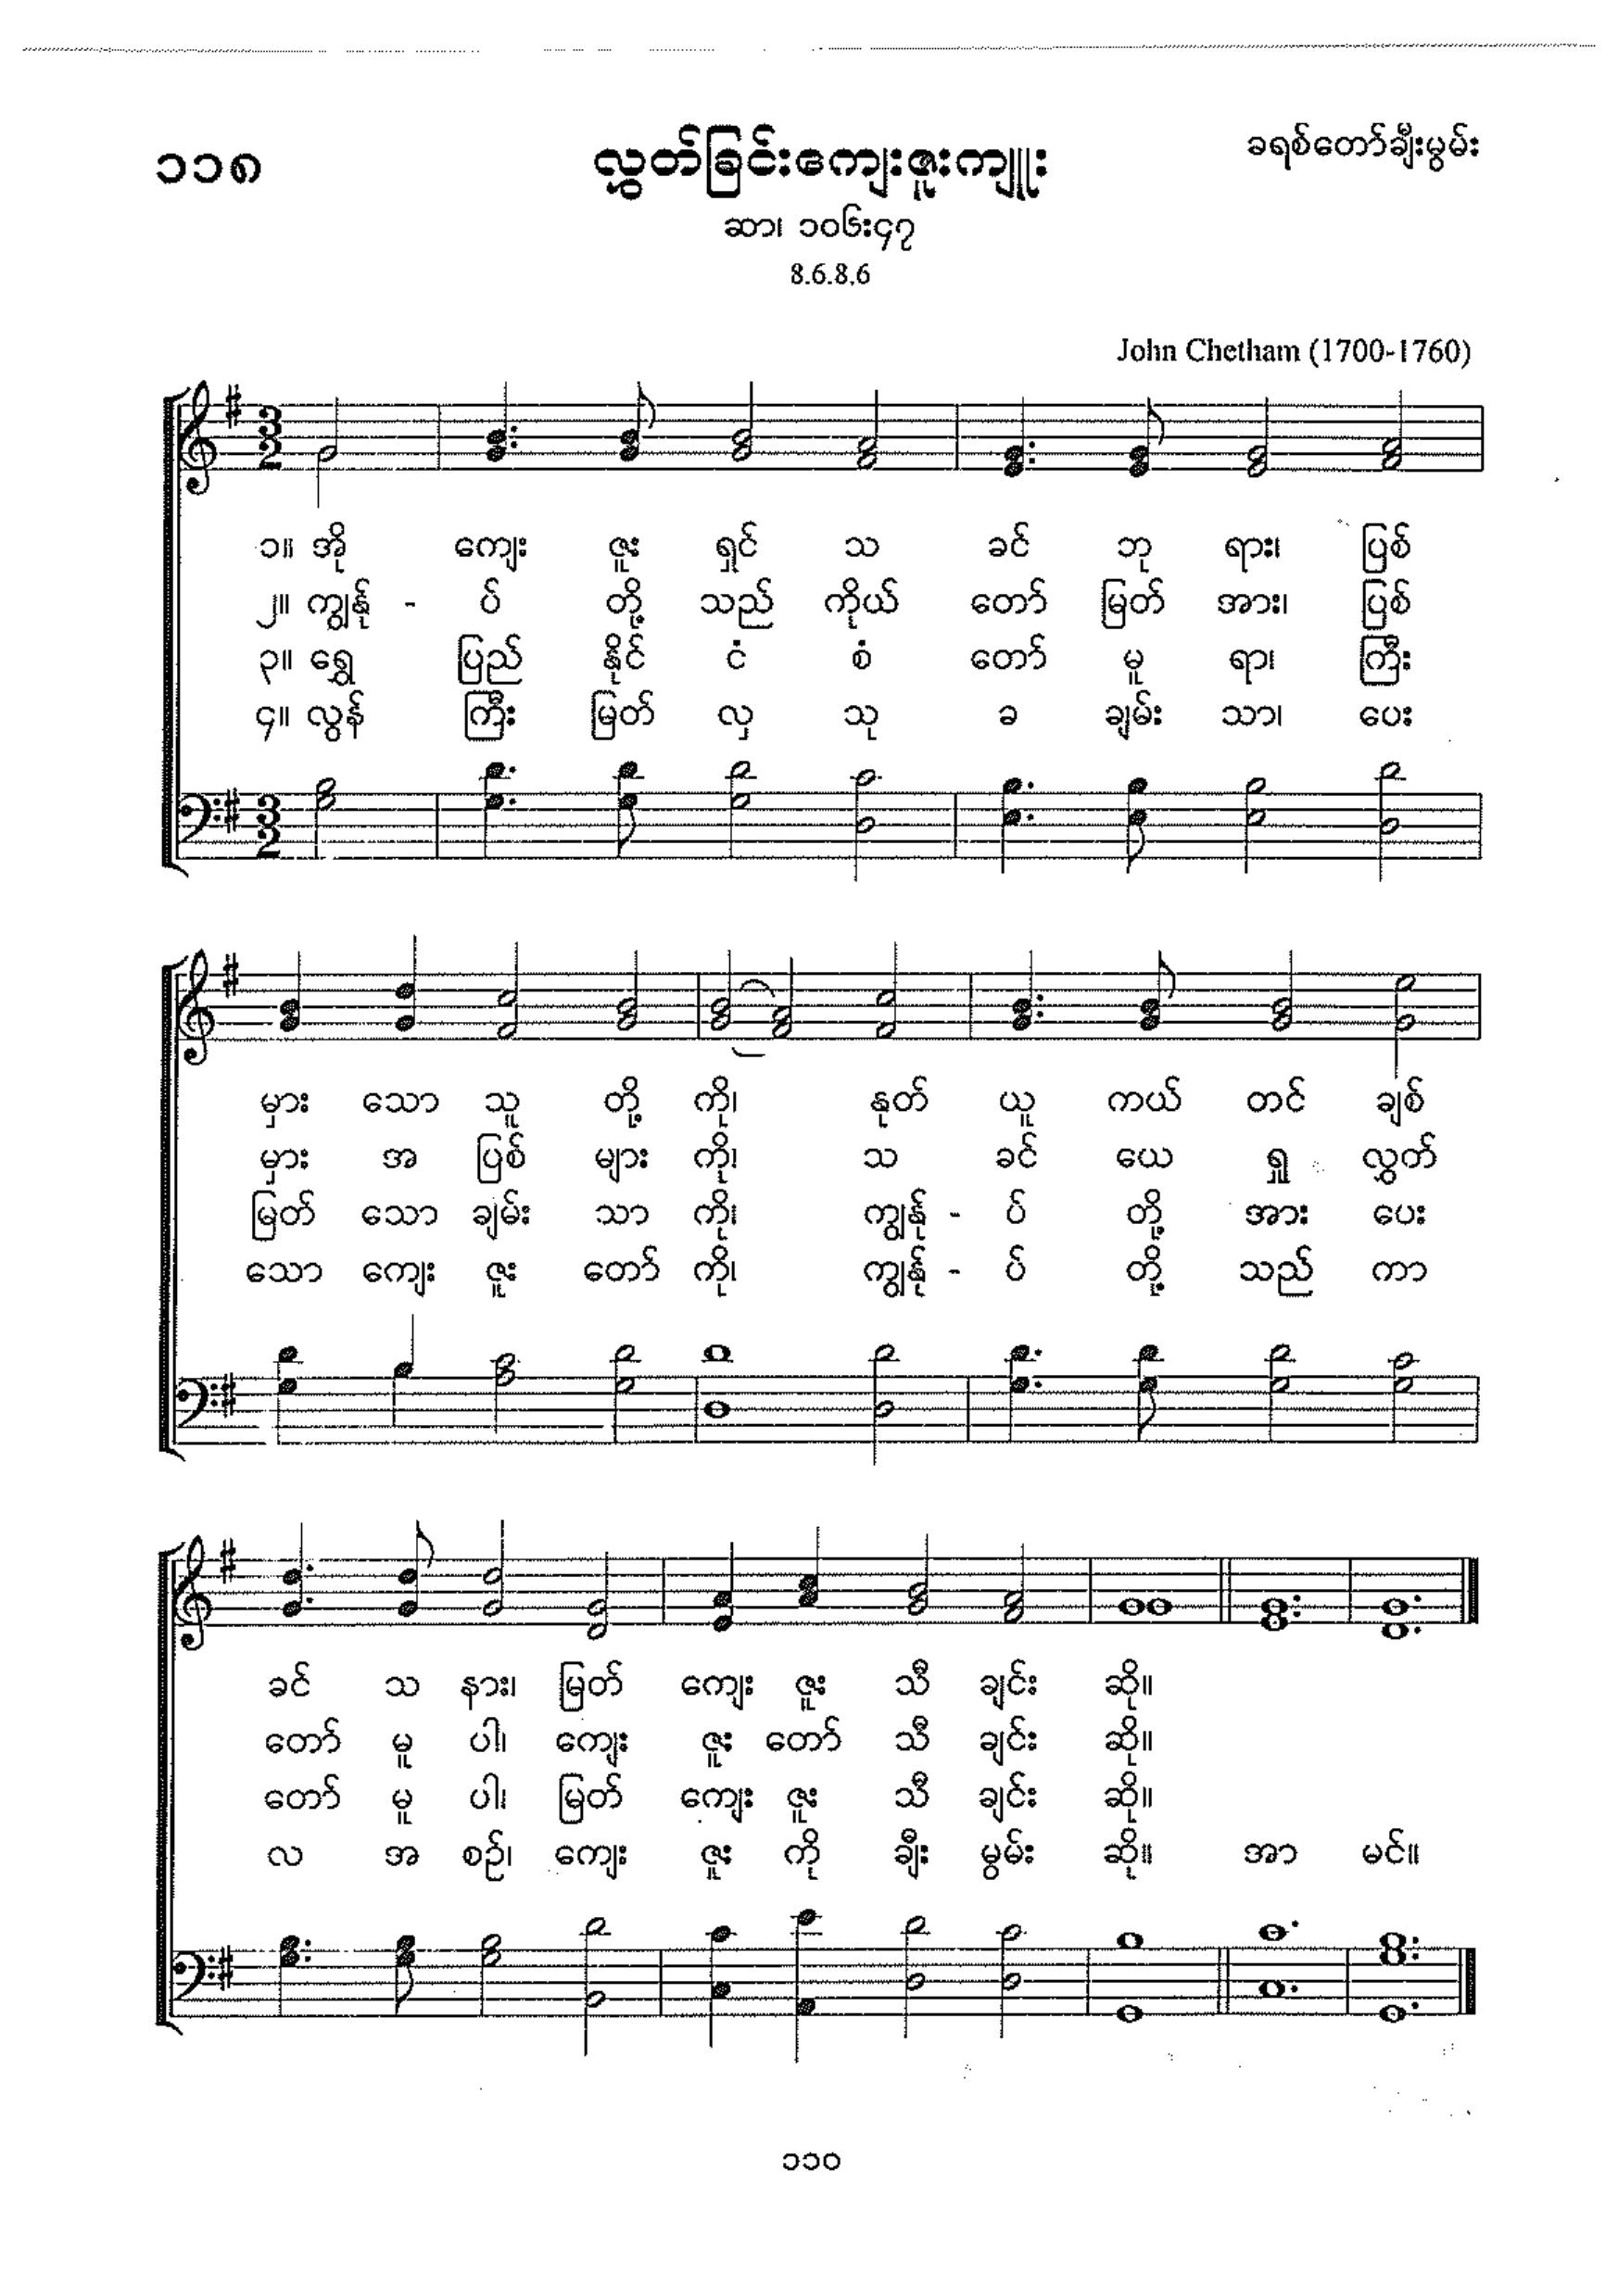 ၁၁၈
လွှတ်ခြင်းကျေးဇူးကျူး
ခရစ်တော်ချီးမွမ်း
ဆာ၊ ၁၀၆း၄၇
8.6.8.6
John Chetham (1700-1760)
၁။ အို ကျေး ဇူး ရှင် သ ခင် ဘု ရား၊ ပြစ်
၂။ ကျွန်ု - ပ် တို့ သည် ကိုယ် တော် မြတ် အား၊ ပြစ်
၃။ ရွှေ ပြည် နိုင် ငံ စံ တော် မူ ရာ၊ ကြီး
၄။ လွန် ကြီး မြတ် လှ သု ခ ချမ်း သာ၊ ပေး
မှား သော သူ တို့ ကို၊ နုတ် ယူ ကယ် တင် ချစ်
မှား အ ပြစ် များ ကို၊ သ ခင် ယေ ရှု လွှတ်
မြတ် သော ချမ်း သာ ကို၊ ကျွန်ု - ပ် တို့ အား ပေး
သော ကျေး ဇူး တော် ကို၊ ကျွန်ု - ပ် တို့ သည် ကာ
ခင် သ နား၊ မြတ် ကျေး ဇူး သီ ချင်း ဆို။
တော် မူ ပါ၊ ကျေး ဇူး တော် သီ ချင်း ဆို။
တော် မူ ပါ၊ မြတ် ကျေး ဇူး သီ ချင်း ဆို။
လ အ စဉ်၊ ကျေး ဇူး ကို ချီး မွမ်း ဆို။ အာ မင်။
၁၁၀